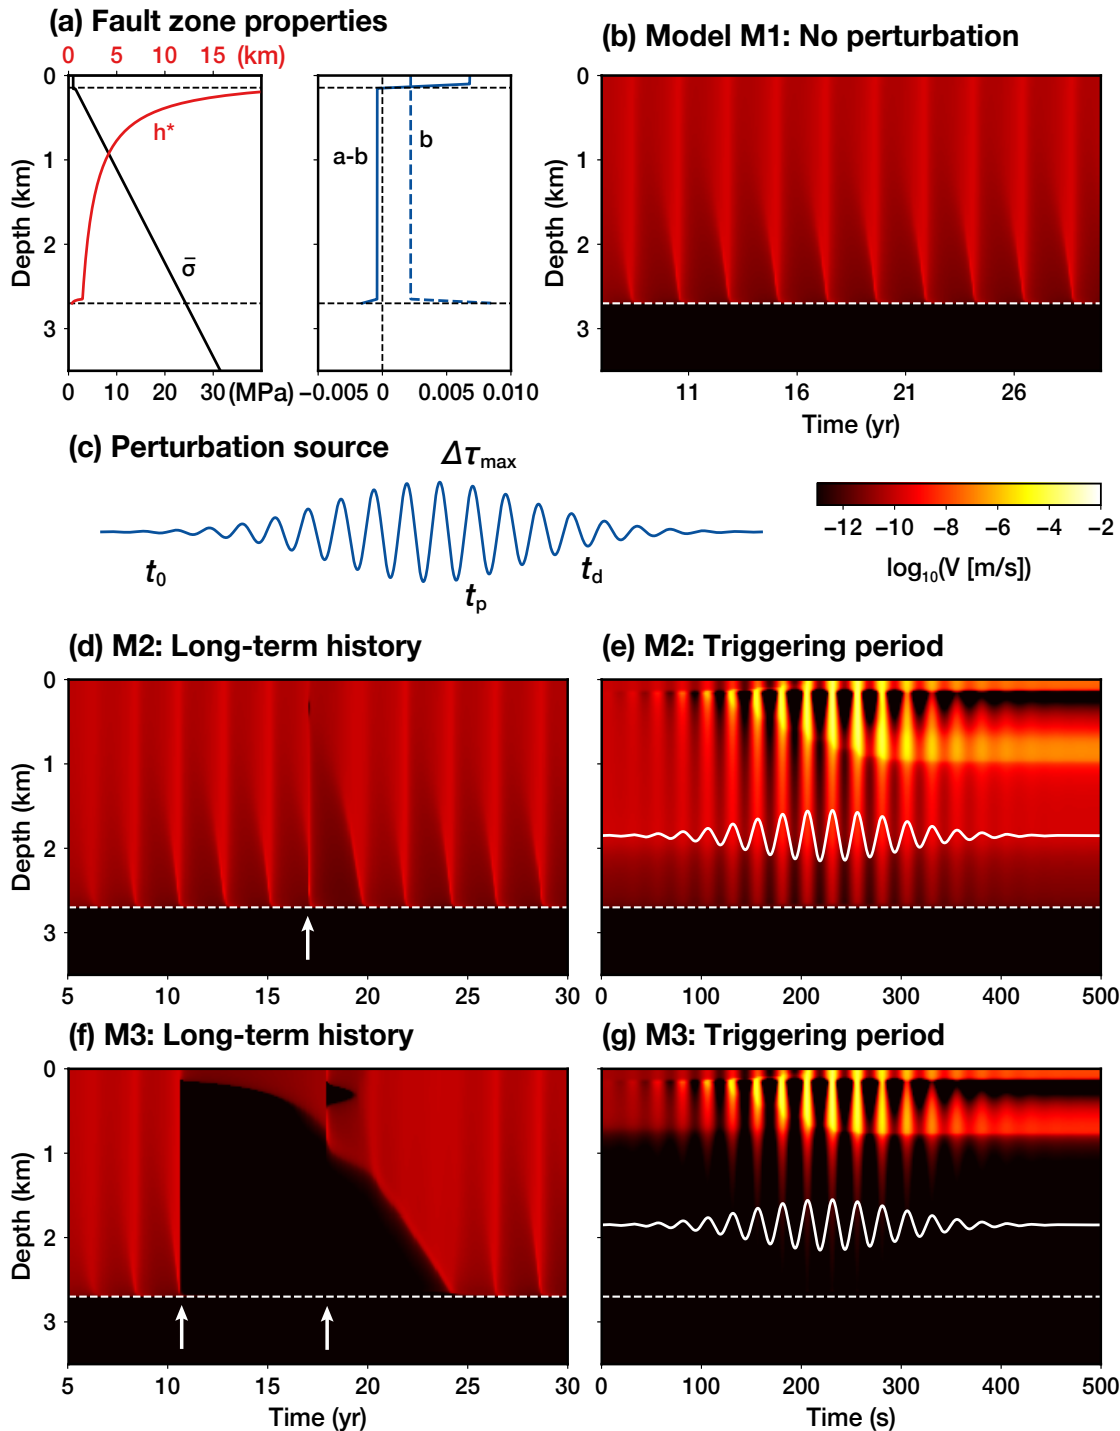 (a) Fault zone properties
0 5 10 15 (km)
0
1
2
3
Depth (km)
h*
σ̄
0 10 20 30 (MPa)
a-b
b
−0.005 0 0.005 0.010
(b) Model M1: No perturbation
0
1
2
3
Depth (km)
11 16 21 26
Time (yr)
(c) Perturbation source
Δτmax
t0
tp
td
−12 −10 −8 −6 −4 −2
log10(V [m/s])
(d) M2: Long-term history
0
1
2
3
Depth (km)
5 10 15 20 25 30
(e) M2: Triggering period
0 100 200 300 400 500
(f) M3: Long-term history
0
1
2
3
Depth (km)
5 10 15 20 25 30
Time (yr)
(g) M3: Triggering period
0 100 200 300 400 500
Time (s)